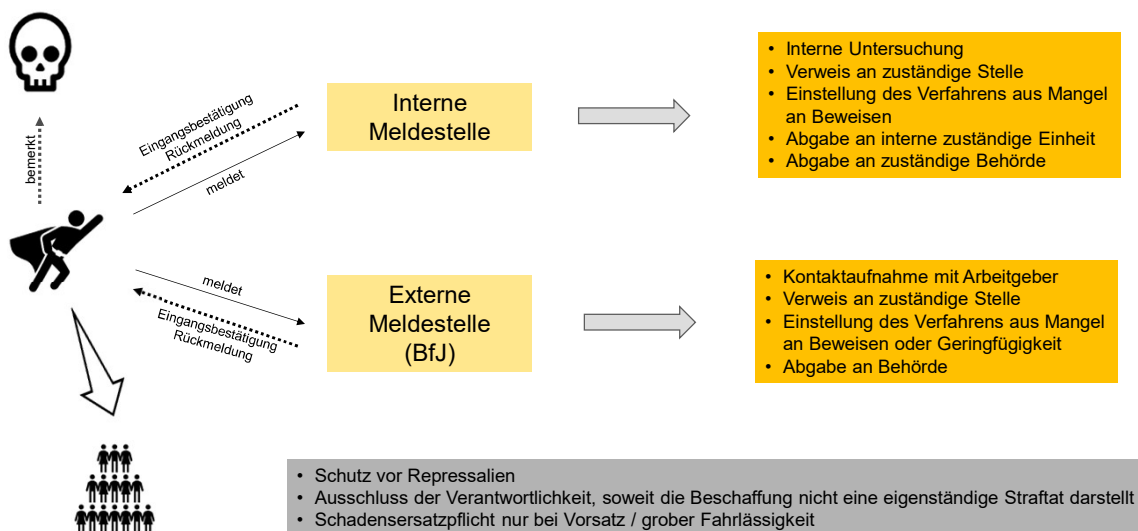 bemerkt
Eingangsbestätigung
Rückmeldung
meldet
Interne
Meldestelle
• Interne Untersuchung
• Verweis an zuständige Stelle
• Einstellung des Verfahrens aus Mangel
an Beweisen
• Abgabe an interne zuständige Einheit
• Abgabe an zuständige Behörde
meldet
Eingangsbestätigung
Rückmeldung
Externe
Meldestelle
(BfJ)
• Kontaktaufnahme mit Arbeitgeber
• Verweis an zuständige Stelle
• Einstellung des Verfahrens aus Mangel
an Beweisen oder Geringfügigkeit
• Abgabe an Behörde
• Schutz vor Repressalien
• Ausschluss der Verantwortlichkeit, soweit die Beschaffung nicht eine eigenständige Straftat darstellt
• Schadensersatzpflicht nur bei Vorsatz / grober Fahrlässigkeit